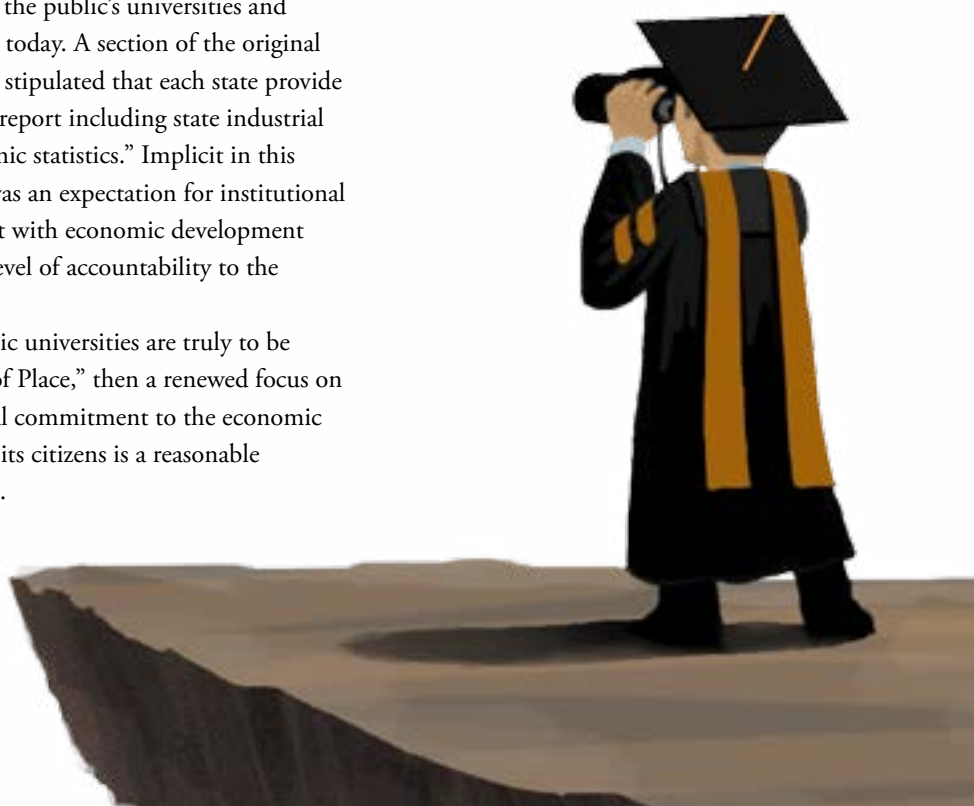 the public’s universities and
today. A section of the original
stipulated that each state provide
report including state industrial
nic statistics.” Implicit in this
as an expectation for institutional
t with economic development
evel of accountability to the
ic universities are truly to be
of Place,” then a renewed focus on
l commitment to the economic
its citizens is a reasonable
.